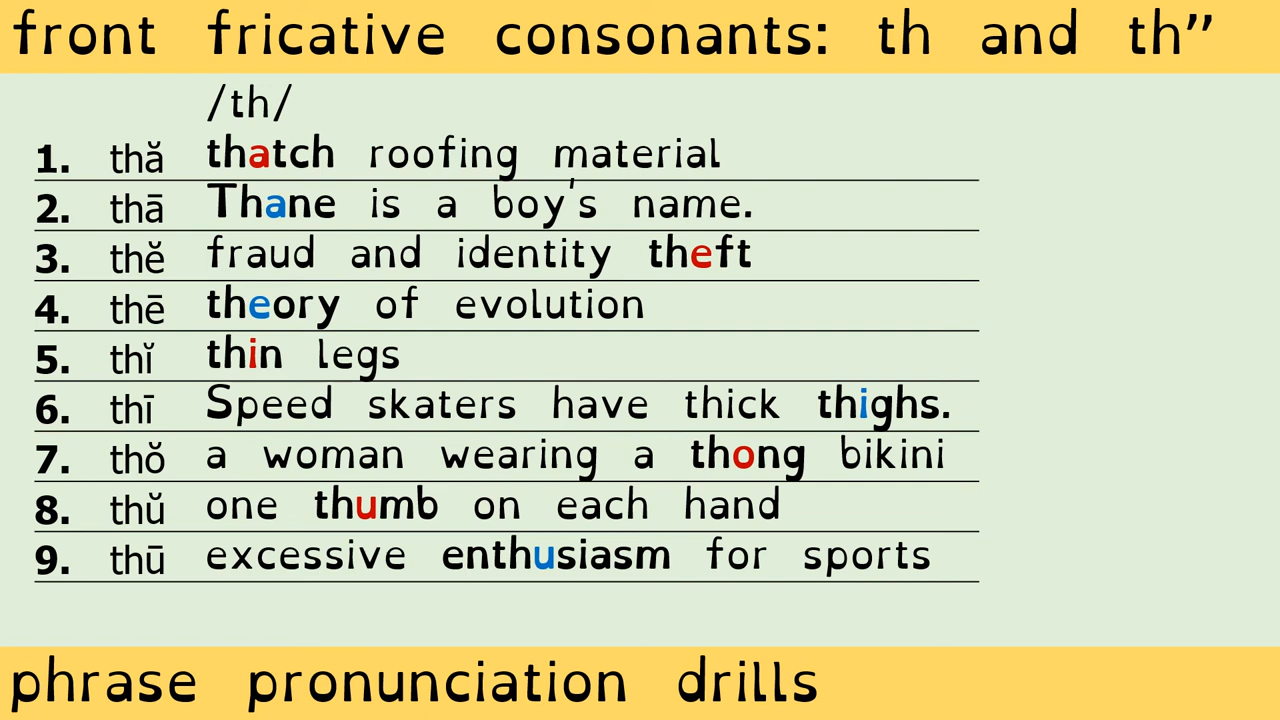 front fricative consonants: th and th”
/th/
1. thă thatch roofing material
2. thā Thane is a boy's name.
3. thĕ fraud and identity theft
4. thē theory of evolution
5. thĭ thin legs
6. thī Speed skaters have thick thighs.
7. thŏ a woman wearing a thong bikini
8. thŭ one thumb on each hand
9. thū excessive enthusiasm for sports
phrase pronunciation drills